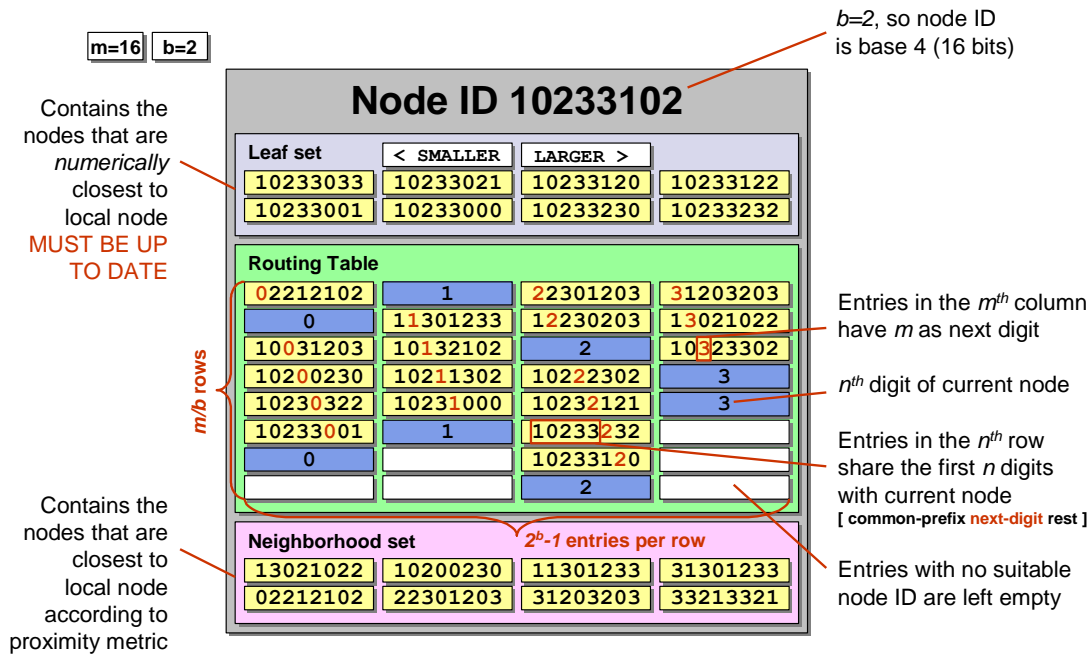 m=16 b=2
b=2, so node ID
is base 4 (16 bits)
Node ID 10233102
Contains the
nodes that are
numerically
closest to
local node
MUST BE UP
TO DATE
Leaf set < SMALLER LARGER >
10233033 10233021 10233120 10233122
10233001 10233000 10233230 10233232
Routing Table
02212102 1 22301203 31203203
0 11301233 12230203 13021022
10031203 10132102 2 10323302
10200230 10211302 10222302 3
10230322 10231000 10232121 3
10233001 1 10233232
0 10233120
2
m/b rows
Entries in the mth column
have m as next digit
nth digit of current node
Entries in the nth row
share the first n digits
with current node
[ common-prefix next-digit rest ]
Entries with no suitable
node ID are left empty
Contains the
nodes that are
closest to
local node
according to
proximity metric
Neighborhood set 2b-1 entries per row
13021022 10200230 11301233 31301233
02212102 22301203 31203203 33213321